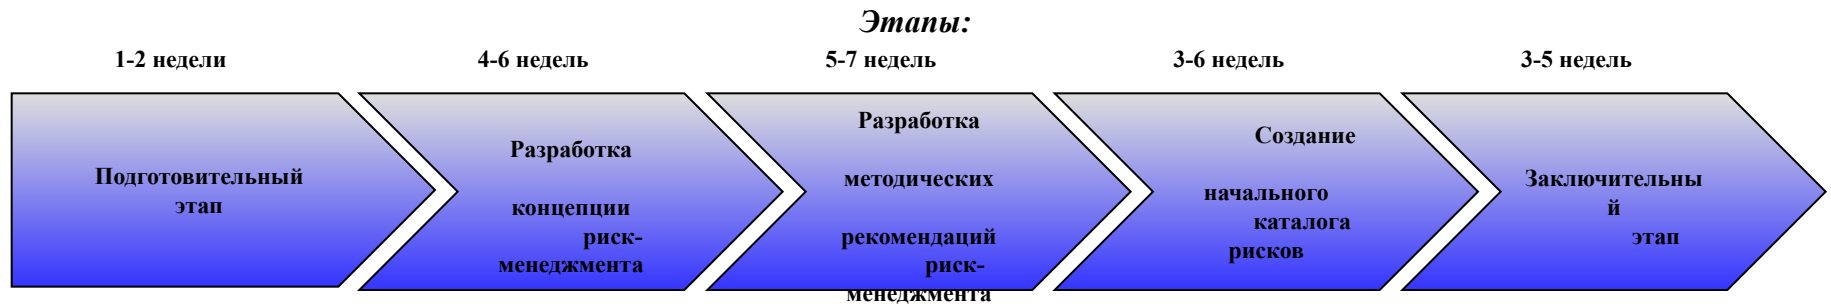 Этапы:
1-2 недели
4-6 недель
5-7 недель
3-6 недель
3-5 недель
Подготовительный
этап
Разработка
концепции
риск-
менеджмента
Разработка
методических
рекомендаций
риск-
менеджмента
Создание
начального
каталога
рисков
Заключительны
й
этап